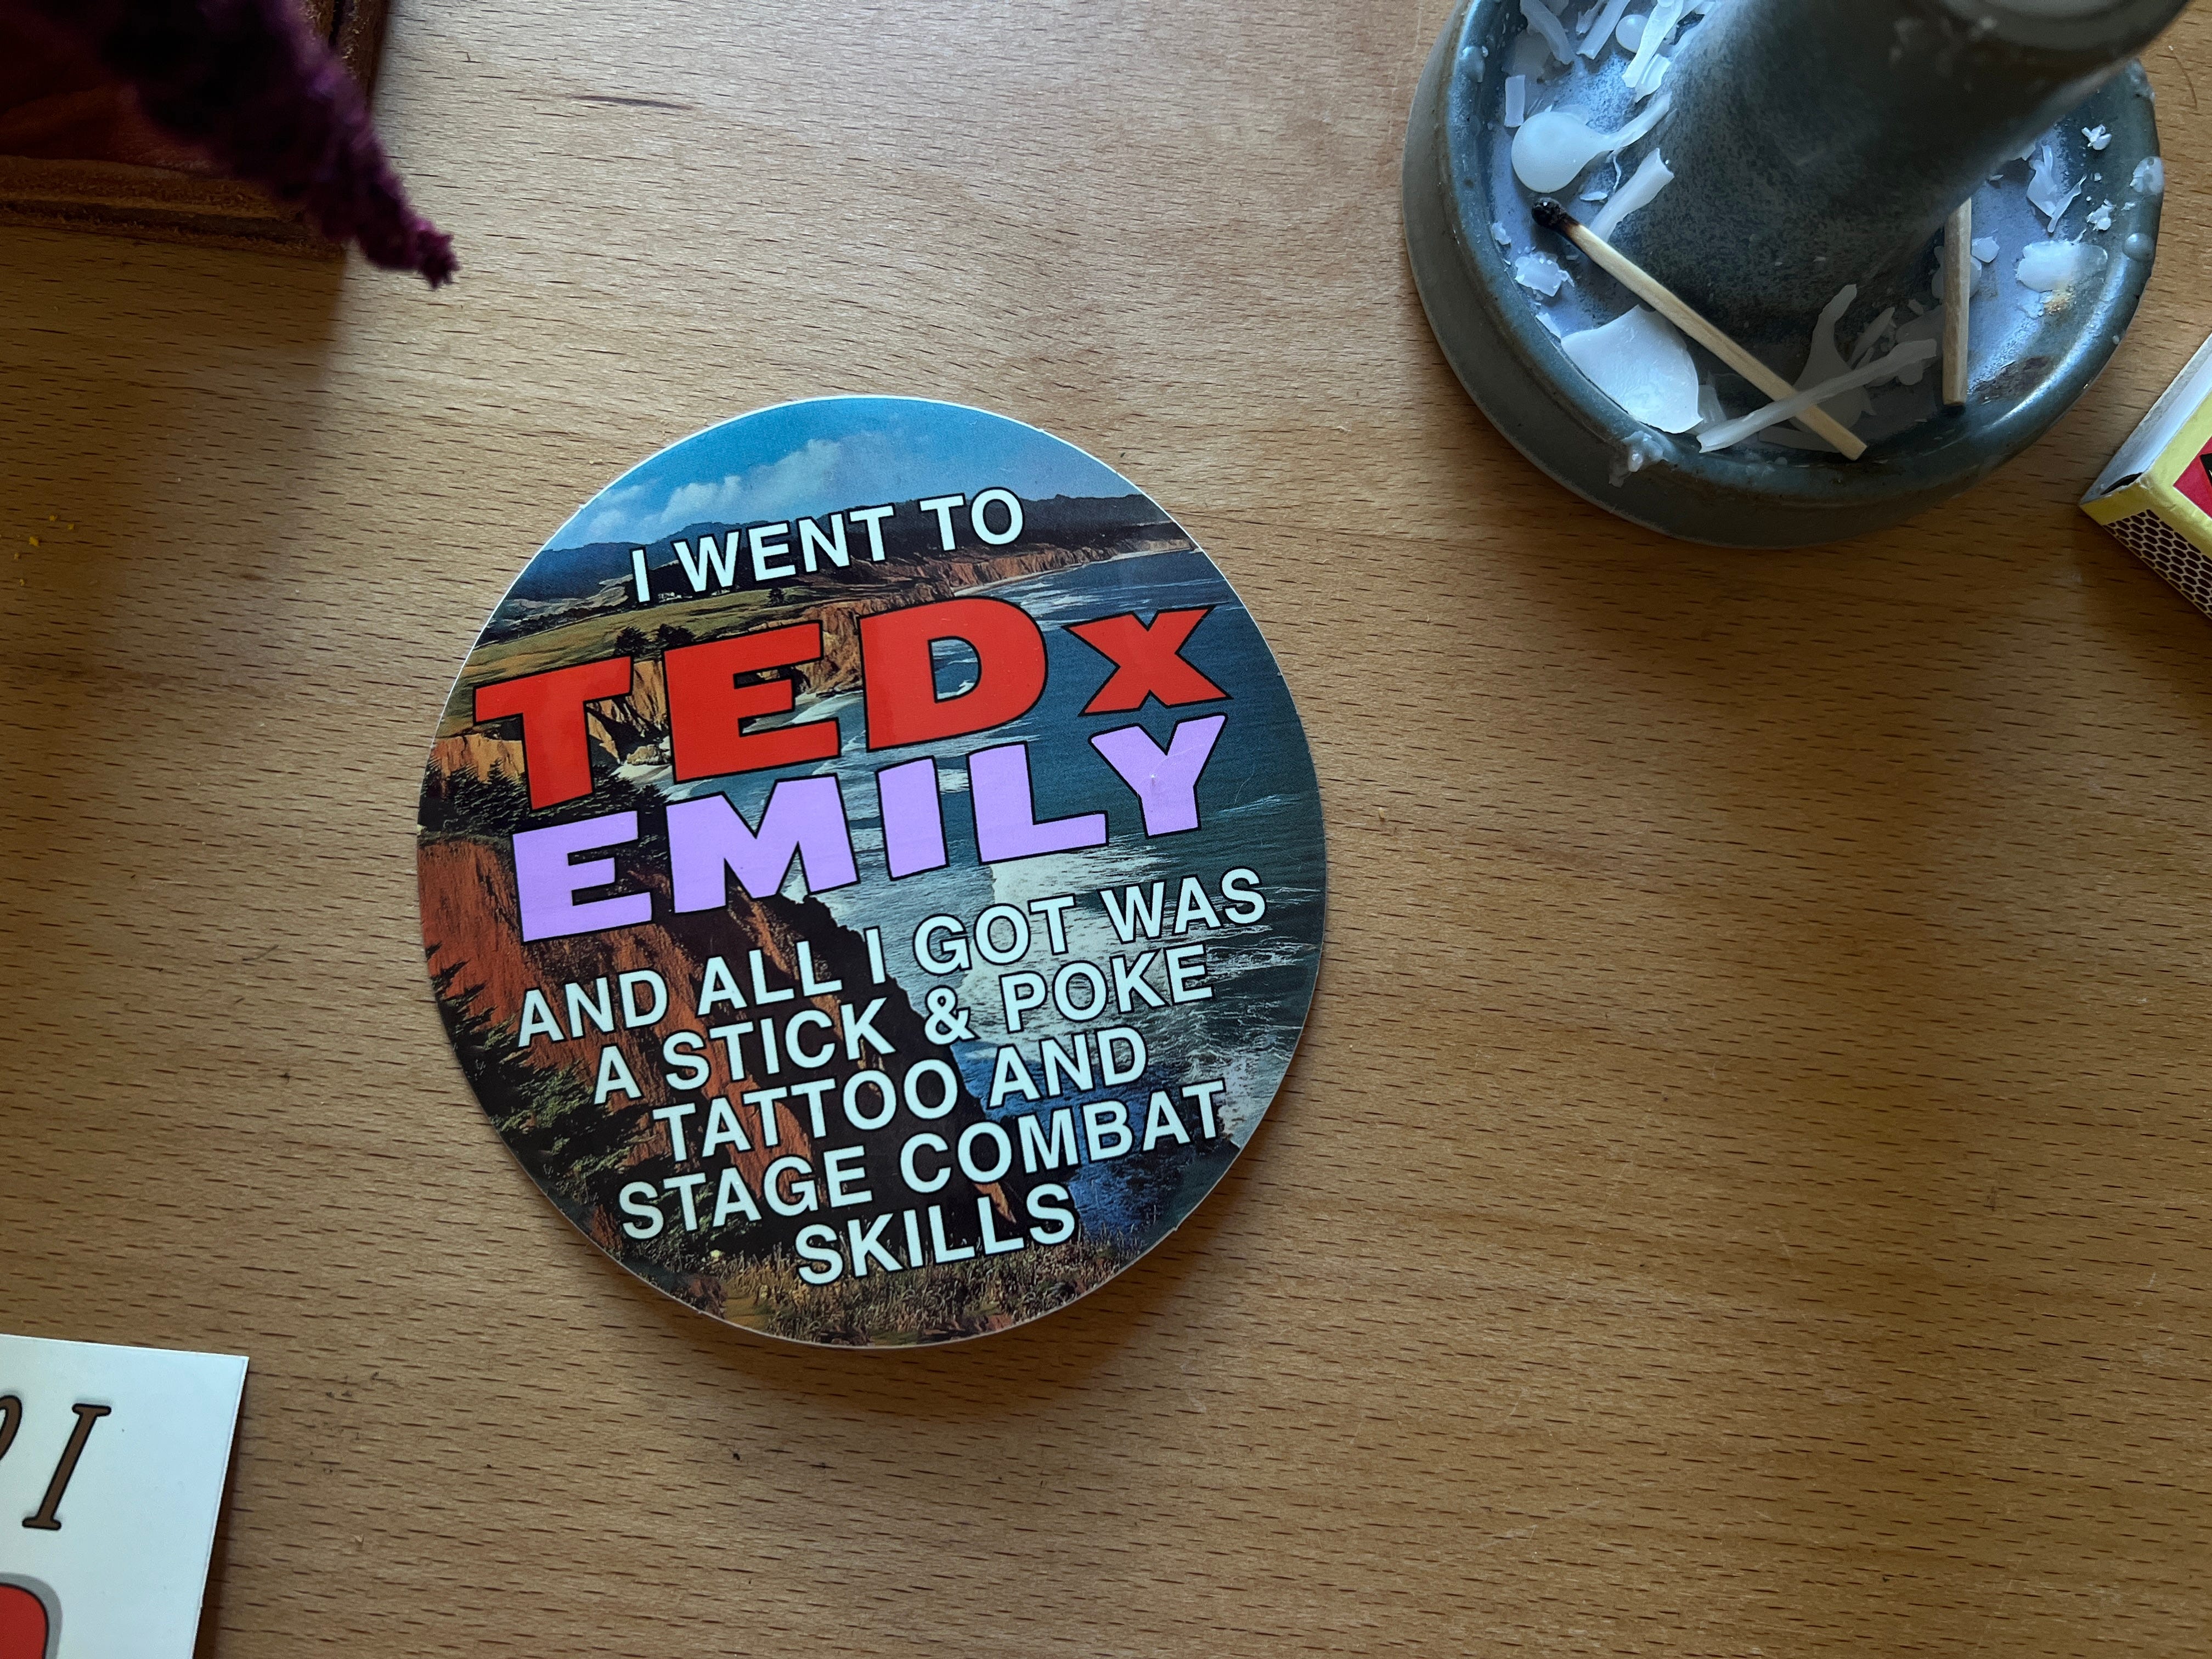 I WENT TO
TEDx
EMILY
AND ALL I GOT WAS
A STICK & POKE
TATTOO AND
STAGE COMBAT
SKILLS
I